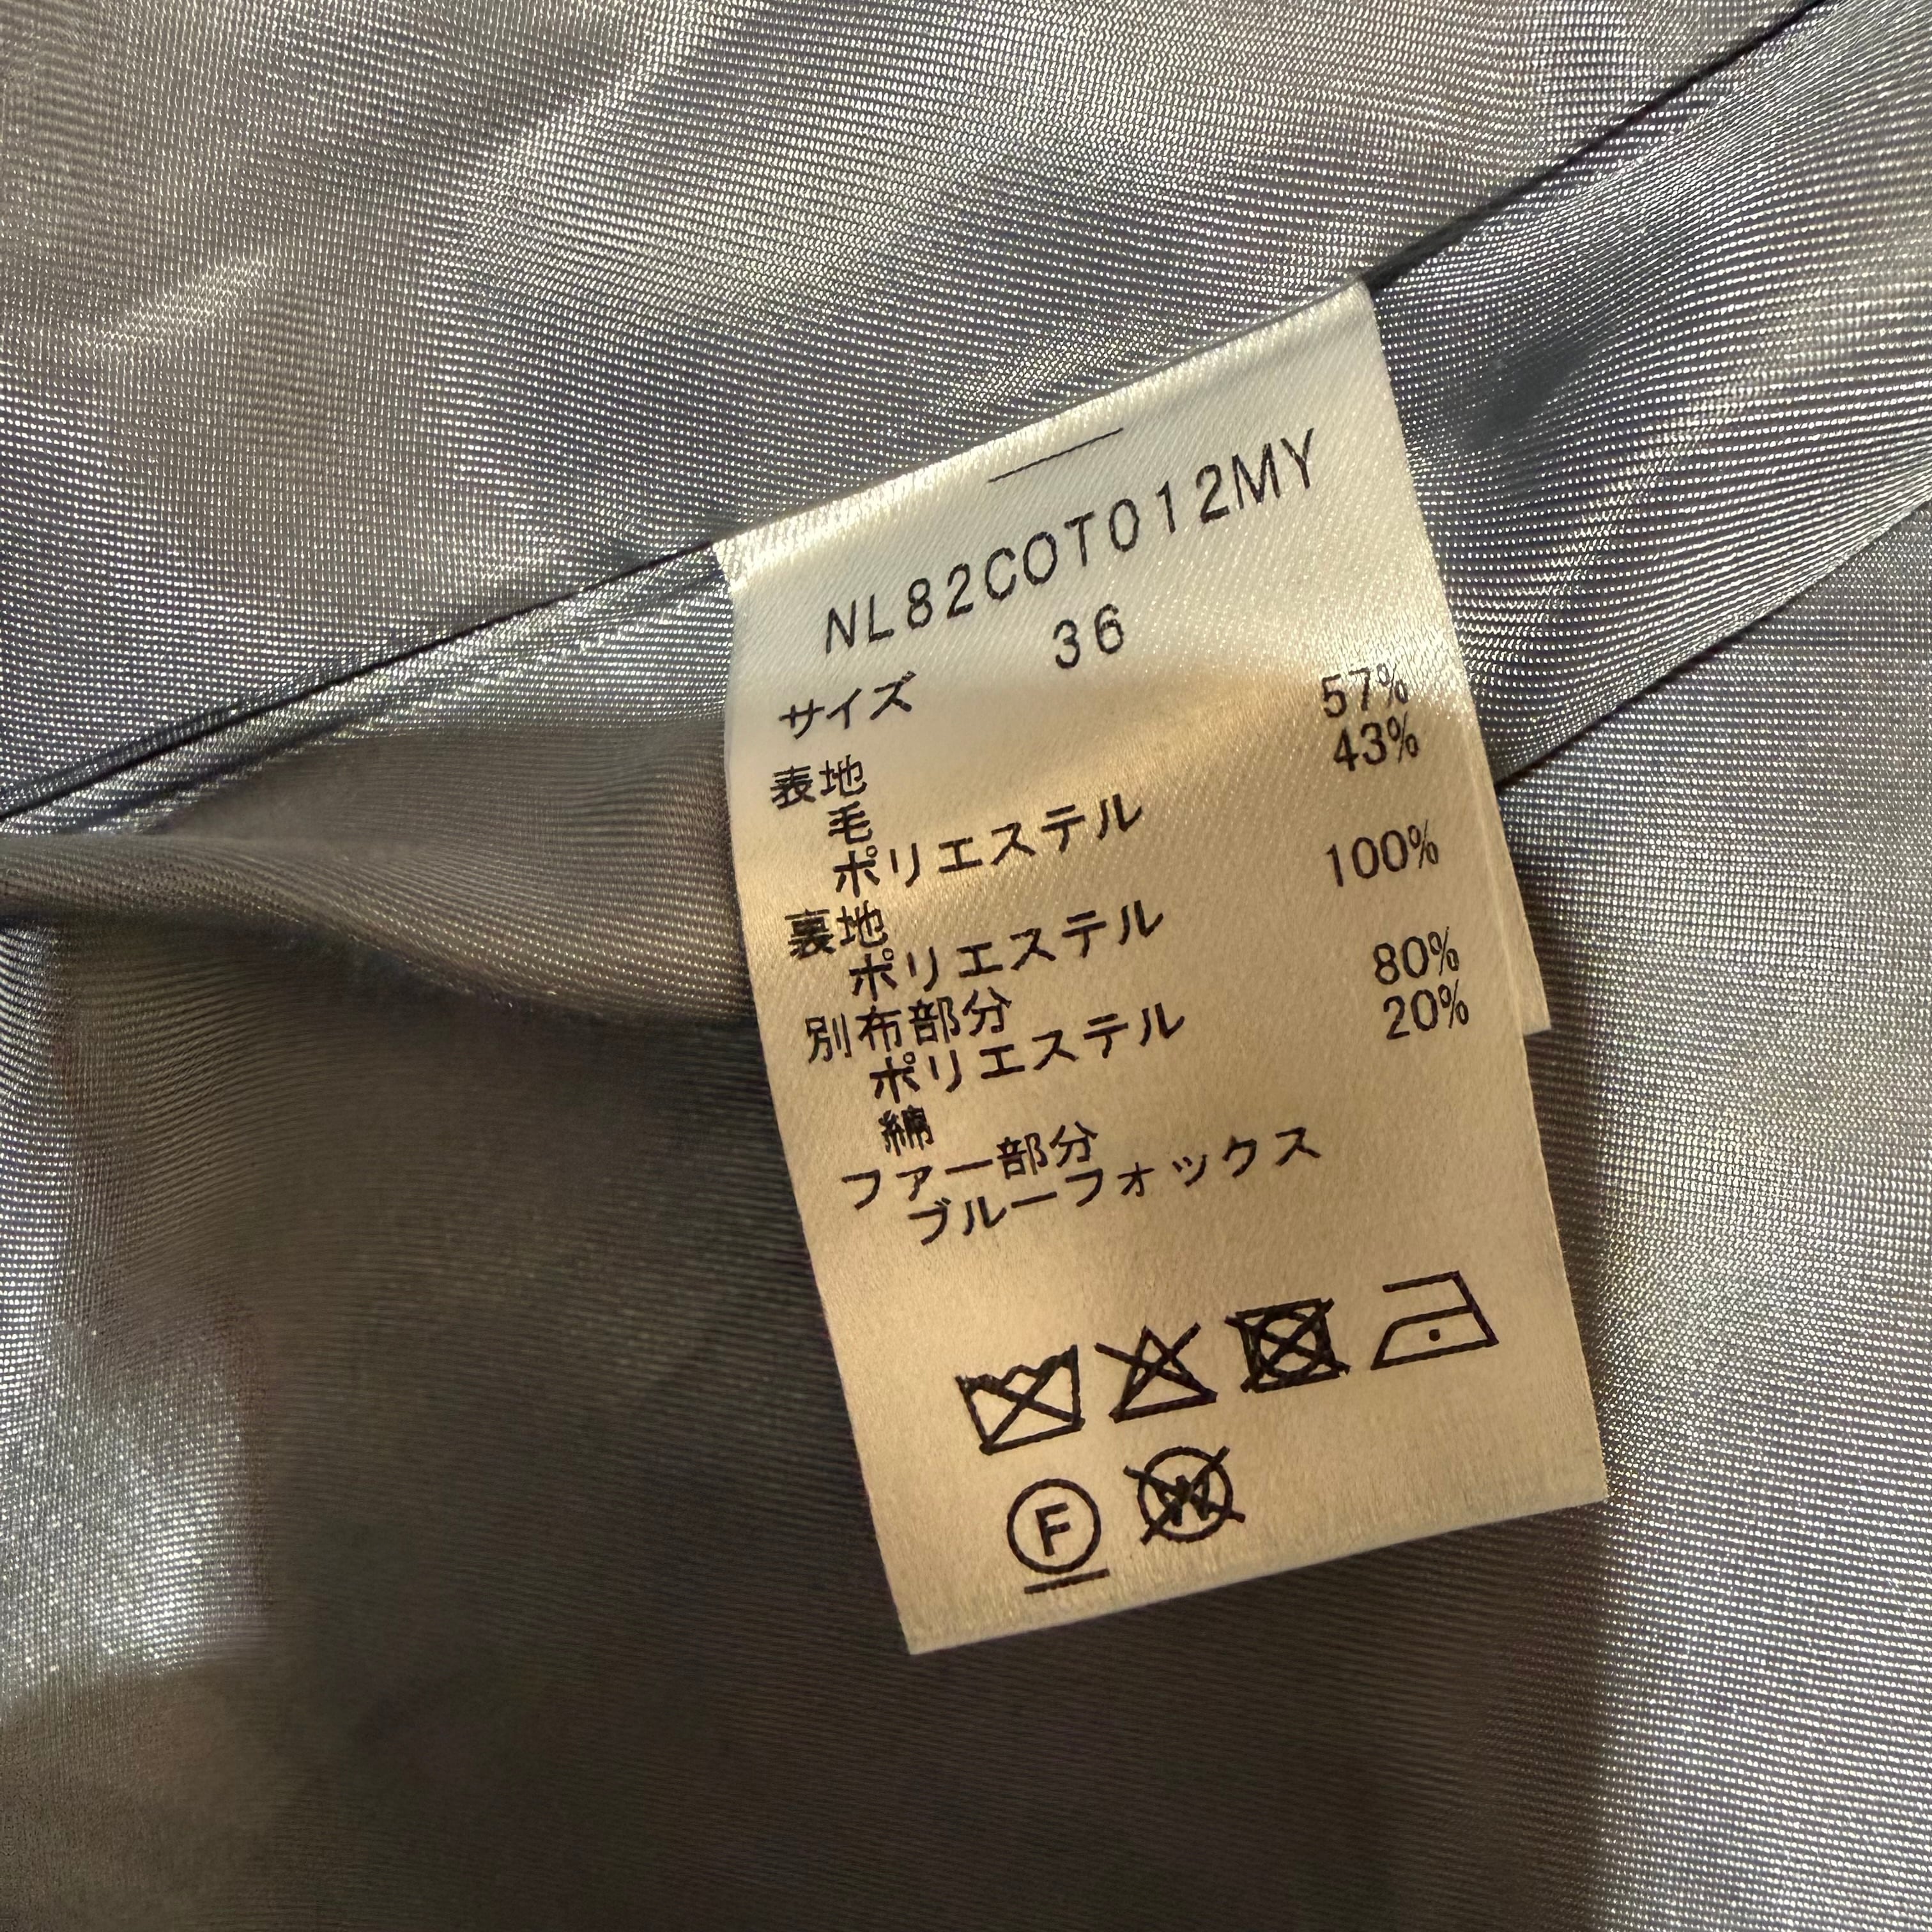 NL82COT012MY
サイズ 36
表地
毛 57%
ポリエステル 43%
裏地
ポリエステル 100%
別布部分
ポリエステル 80%
綿 20%
ファー部分
ブルーフォックス
F
W